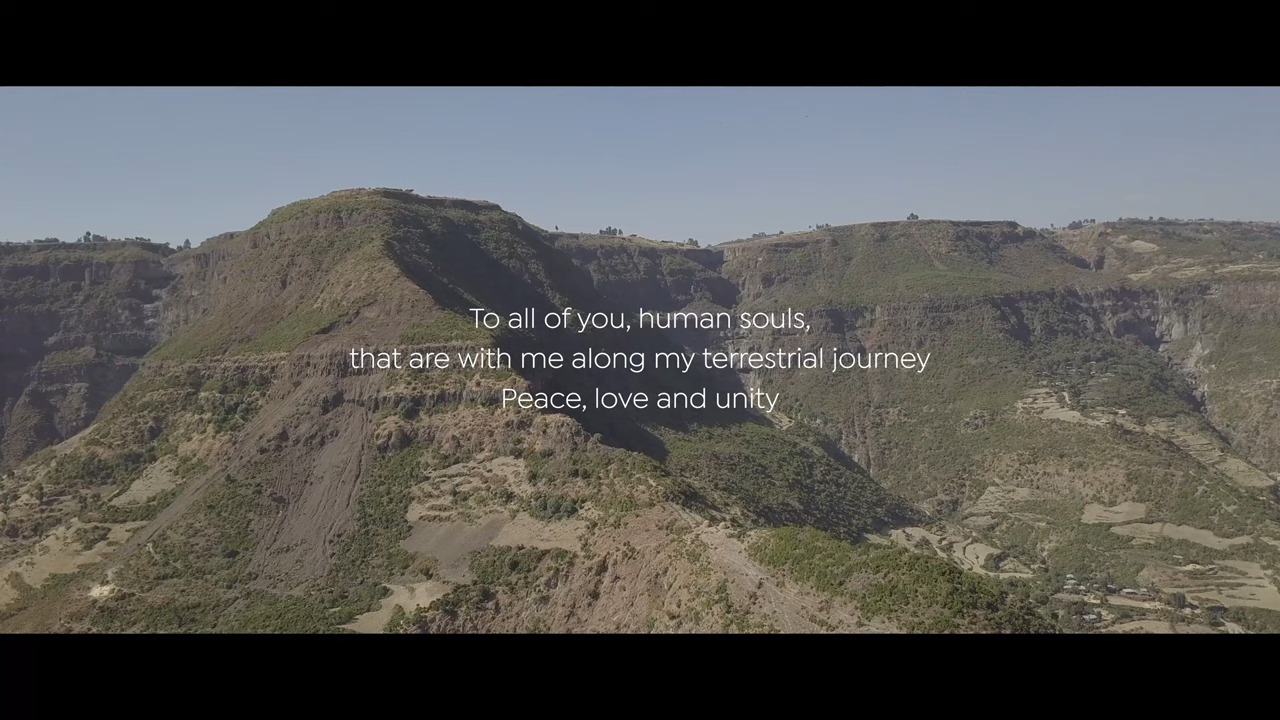 To all of you, human souls,
that are with me along my terrestrial journey
Peace, love and unity